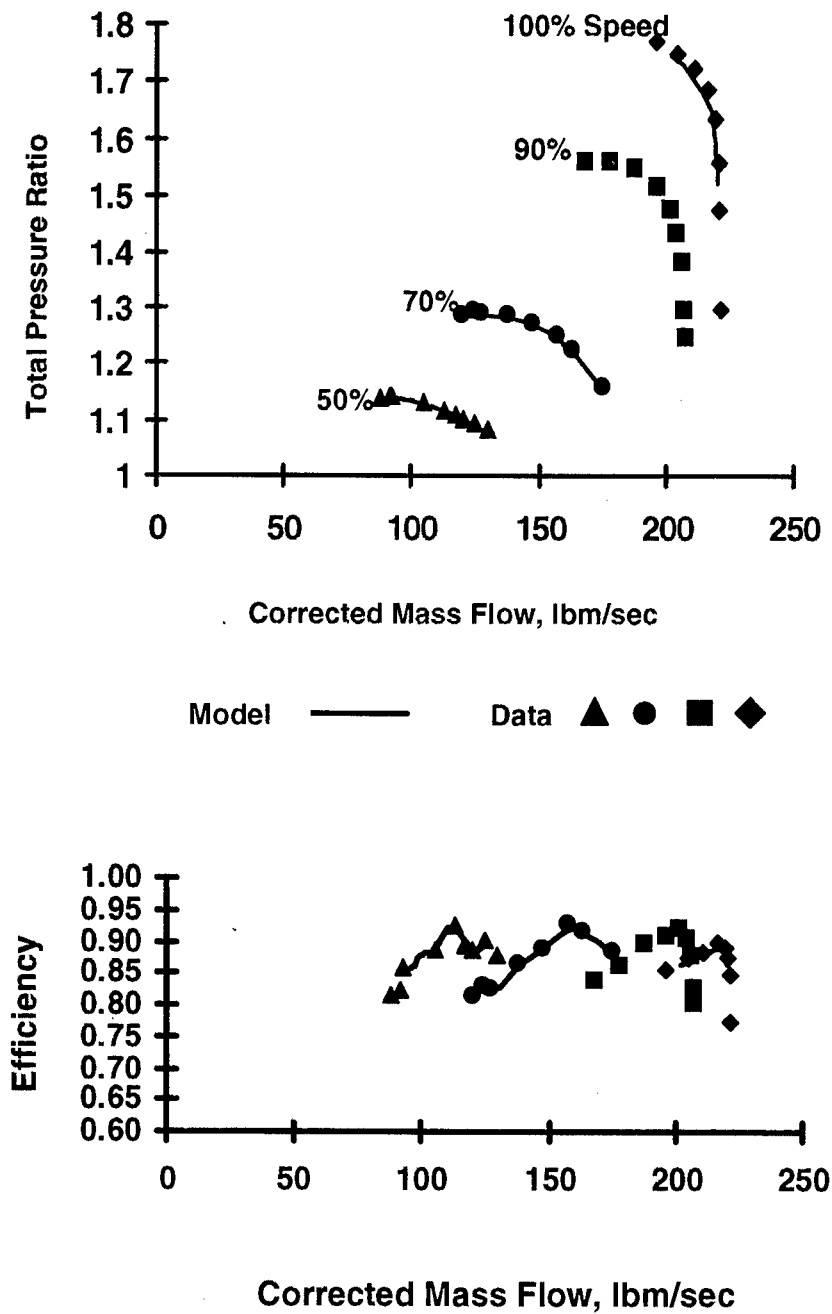 Total Pressure Ratio
1.8
1.7
1.6
1.5
1.4
1.3
1.2
1.1
1
100% Speed
90%
70%
50%
0 50 100 150 200 250
Corrected Mass Flow, lbm/sec
Model Data
Efficiency
1.00
0.95
0.90
0.85
0.80
0.75
0.70
0.65
0.60
0 50 100 150 200 250
Corrected Mass Flow, lbm/sec